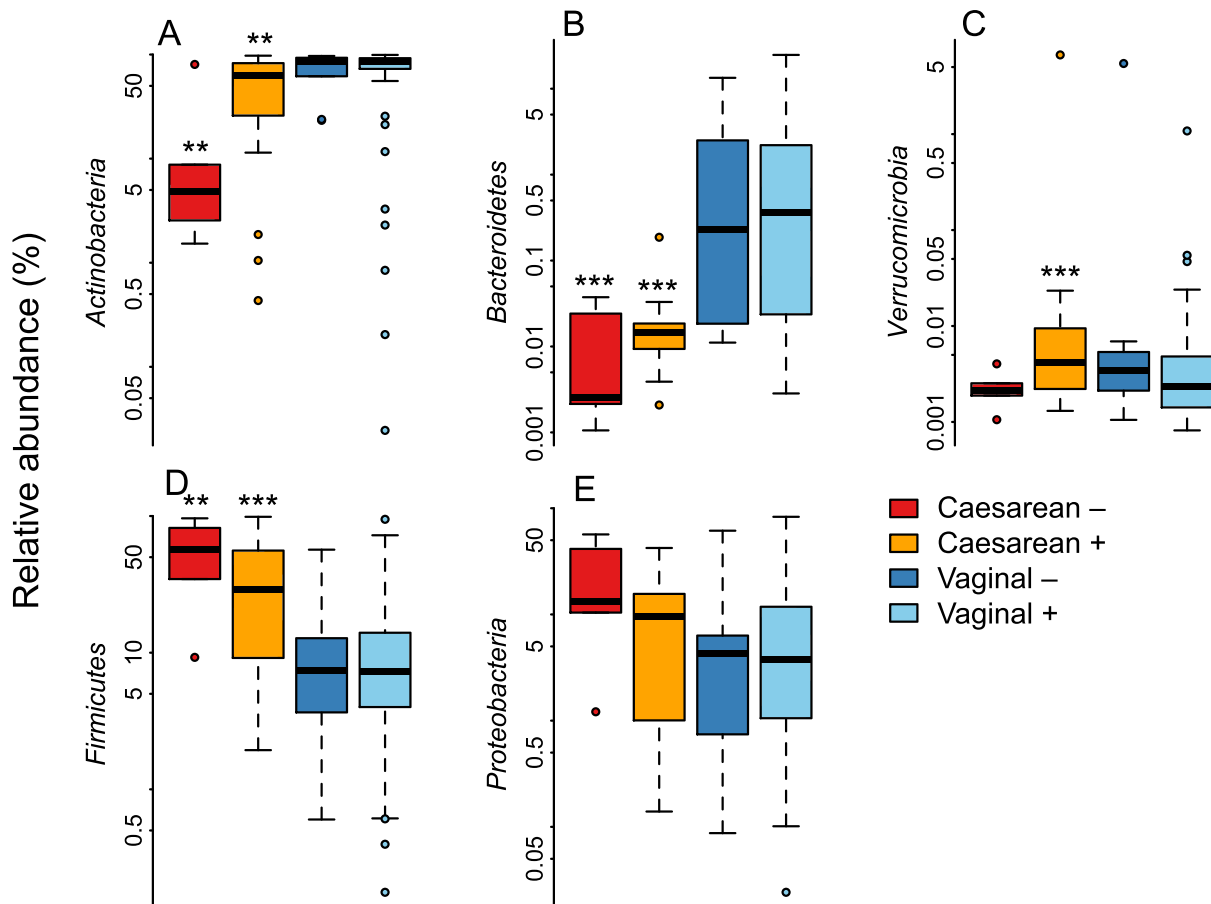 Relative abundance (%)
A
Actinobacteria
50
5
0.5
0.05
**
**
B
Bacteroidetes
5
0.5
0.1
0.01
0.001
***
***
C
Verrucomicrobia
5
0.5
0.05
0.01
0.001
***
D
Firmicutes
50
10
5
0.5
**
***
E
Proteobacteria
50
5
0.5
0.05
Caesarean –
Caesarean +
Vaginal –
Vaginal +